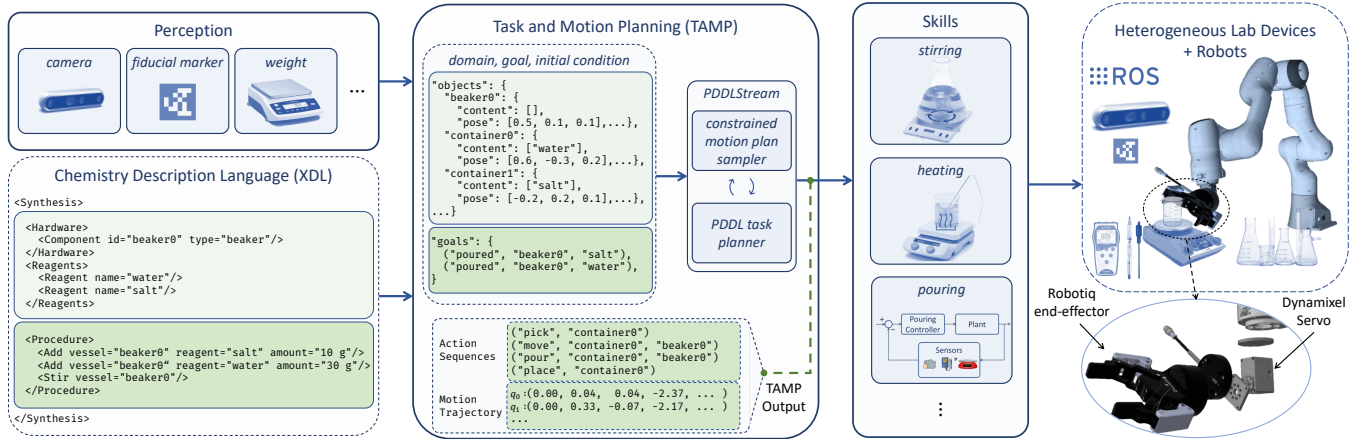 Perception
camera
fiducial marker
weight
...
Chemistry Description Language (XDL)
<Synthesis>
<Hardware>
<Component id="beaker0" type="beaker"/>
</Hardware>
<Reagents>
<Reagent name="water"/>
<Reagent name="salt"/>
</Reagents>
<Procedure>
<Add vessel="beaker0" reagent="salt" amount="10 g"/>
<Add vessel="beaker0" reagent="water" amount="30 g"/>
<Stir vessel="beaker0"/>
</Procedure>
</Synthesis>
Task and Motion Planning (TAMP)
domain, goal, initial condition
"objects": {
"beaker0": {
"content": [],
"pose": [0.5, 0.1, 0.1],...},
"container0": {
"content": ["water"],
"pose": [0.6, -0.3, 0.2],...},
"container1": {
"content": ["salt"],
"pose": [-0.2, 0.2, 0.1],...},
...}
"goals": {
("poured", "beaker0", "salt"),
("poured", "beaker0", "water"),
}
PDDLStream
constrained
motion plan
sampler
PDDL task
planner
Action
Sequences
("pick", "container0")
("move", "container0", "beaker0")
("pour", "container0", "beaker0")
("place", "container0")
Motion
Trajectory
q₀:(0.00, 0.04, 0.04, -2.37, ... )
q₁:(0.00, 0.33, -0.07, -2.17, ... )
...
TAMP
Output
Skills
stirring
heating
pouring
+
-
Pouring
Controller
Plant
Sensors
⋮
Heterogeneous Lab Devices
+ Robots
ROS
Robotiq
end-effector
Dynamixel
Servo